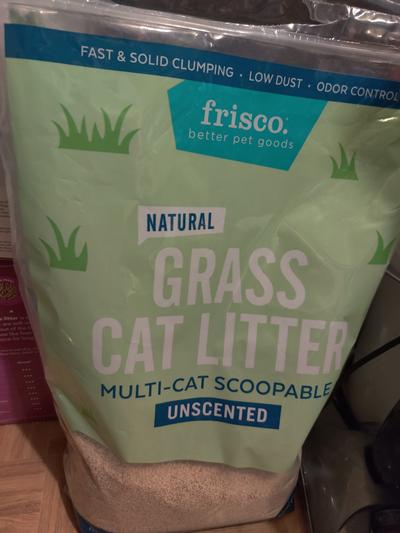 FAST & SOLID CLUMPING · LOW DUST · ODOR CONTROL
frisco.
better pet goods
NATURAL
GRASS
CAT LITTER
MULTI-CAT SCOOPABLE
UNSCENTED